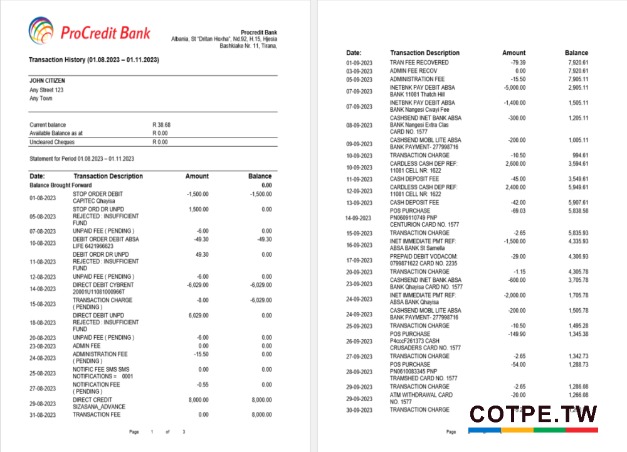 ProCredit Bank
Procredit Bank
Albania, St "Dritan Hoxha", Nd.92, H.15, Hjesia
Bashkiake Nr. 11, Tirana,
Transaction History (01.08.2023 – 01.11.2023)
JOHN CITIZEN
Any Street 123
Any Town
Current balance R 38.68
Available Balance as at R 0.00
Uncleared Cheques R 0.00
Statement for Period 01.08.2023 – 01.11.2023
Date: Transaction Description Amount Balance
Balance Brought Forward 0.00
01-08-2023 STOP ORDER DEBIT -1,500.00 -1,500.00
CAPITEC Qhayisa
05-08-2023 STOP ORD DR UNPD 1,500.00 0.00
REJECTED : INSUFFICIENT
FUND
07-08-2023 UNPAID FEE ( PENDING ) -6.00 0.00
10-08-2023 DEBIT ORDER DEBIT ABSA -49.30 -49.30
LIFE 6421966623
11-08-2023 DEBIT ORDR DR UNPD 49.30 0.00
REJECTED : INSUFFICIENT
FUND
12-08-2023 UNPAID FEE ( PENDING ) -6.00 0.00
14-08-2023 DIRECT DEBIT CYBRENT -6,029.00 -6,029.00
15-08-2023 TRANSACTION CHARGE -8.00 -6,029.00
( PENDING )
18-08-2023 DIRECT DEBIT UNPD 6,029.00 0.00
REJECTED : INSUFFICIENT
FUND
20-08-2023 UNPAID FEE ( PENDING ) -6.00 0.00
23-08-2023 ADMIN FEE 0.00 0.00
24-08-2023 ADMINISTRATION FEE -15.50 0.00
( PENDING )
25-08-2023 NOTIFIC FEE SMS SMS 0.00 0.00
NOTIFICATIONS = 0001
27-08-2023 NOTIFICATION FEE -0.55 0.00
( PENDING )
29-08-2023 DIRECT CREDIT 8,000.00 8,000.00
SIZASANA_ADVANCE
31-08-2023 TRANSACTION FEE 0.00 8,000.00
Page 1 of 3
Date: Transaction Description Amount Balance
01-09-2023 TRAN FEE RECOVERED -79.39 7,920.61
03-09-2023 ADMIN FEE RECOV 0.00 7,920.61
05-09-2023 ADMINISTRATION FEE -15.50 7,905.11
07-09-2023 INETBNK PAY DEBIT ABSA -5,000.00 2,905.11
BANK 11081 Thatch Hill
07-09-2023 INETBNK PAY DEBIT ABSA -1,400.00 1,505.11
BANK Nangesi Cwayi Fee
08-09-2023 CASHSEND INET BANK ABSA -300.00 1,205.11
BANK Nangesi Extra Clas
CARD NO. 1577
09-09-2023 CASHSEND MOBL LITE ABSA -200.00 1,005.11
BANK PAYMENT- 277998716
10-09-2023 TRANSACTION CHARGE -10.50 994.61
10-09-2023 CARDLESS CASH DEP REF: 2,600.00 3,594.61
11081 CELL NR: 1622
11-09-2023 CASH DEPOSIT FEE -45.00 3,549.61
12-09-2023 CARDLESS CASH DEP REF: 2,400.00 5,949.61
11081 CELL NR: 1622
13-09-2023 CASH DEPOSIT FEE -42.00 5,907.61
14-09-2023 POS PURCHASE -69.03 5,838.58
PN0609110749 PNP
CENTURION CARD NO. 1577
15-09-2023 TRANSACTION CHARGE -2.65 5,835.93
16-09-2023 INET IMMEDIATE PMT REF: -1,500.00 4,335.93
ABSA BANK St Samella
17-09-2023 PREPAID DEBIT VODACOM: -29.00 4,306.93
0796871622 CARD NO. 2235
20-09-2023 TRANSACTION CHARGE -1.15 4,305.78
23-09-2023 CASHSEND INET BANK ABSA -600.00 3,705.78
BANK Qhayisa CARD NO. 1577
24-09-2023 INET IMMEDIATE PMT REF: -2,000.00 1,705.78
ABSA BANK Qhayisa
24-09-2023 CASHSEND MOBL LITE ABSA -200.00 1,505.78
BANK PAYMENT- 277998716
25-09-2023 TRANSACTION CHARGE -10.50 1,495.28
26-09-2023 POS PURCHASE -149.90 1,345.38
CASH
CRUSADERS CARD NO. 1577
27-09-2023 TRANSACTION CHARGE -2.65 1,342.73
28-09-2023 POS PURCHASE -54.00 1,288.73
PN0610083345 PNP
TRAMSHED CARD NO. 1577
29-09-2023 TRANSACTION CHARGE -2.65
29-09-2023 ATM WITHDRAWAL CARD -20.00
NO. 1577
30-09-2023 TRANSACTION CHARGE
Page
COTPE.TW